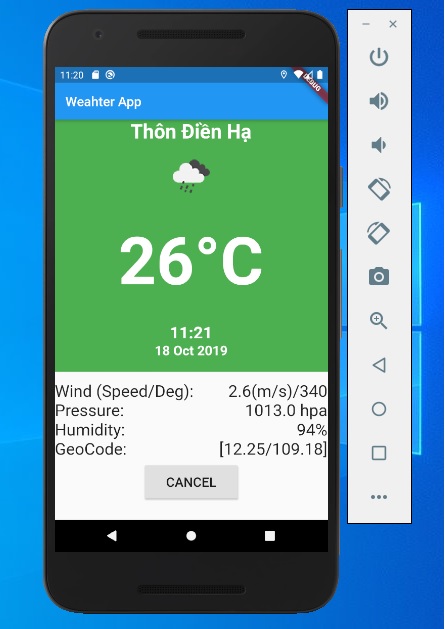 11:20
DEBUG
Weahter App
Thôn Điền Hạ
26°C
11:21
18 Oct 2019
Wind (Speed/Deg): 2.6(m/s)/340
Pressure: 1013.0 hpa
Humidity: 94%
GeoCode: [12.25/109.18]
CANCEL